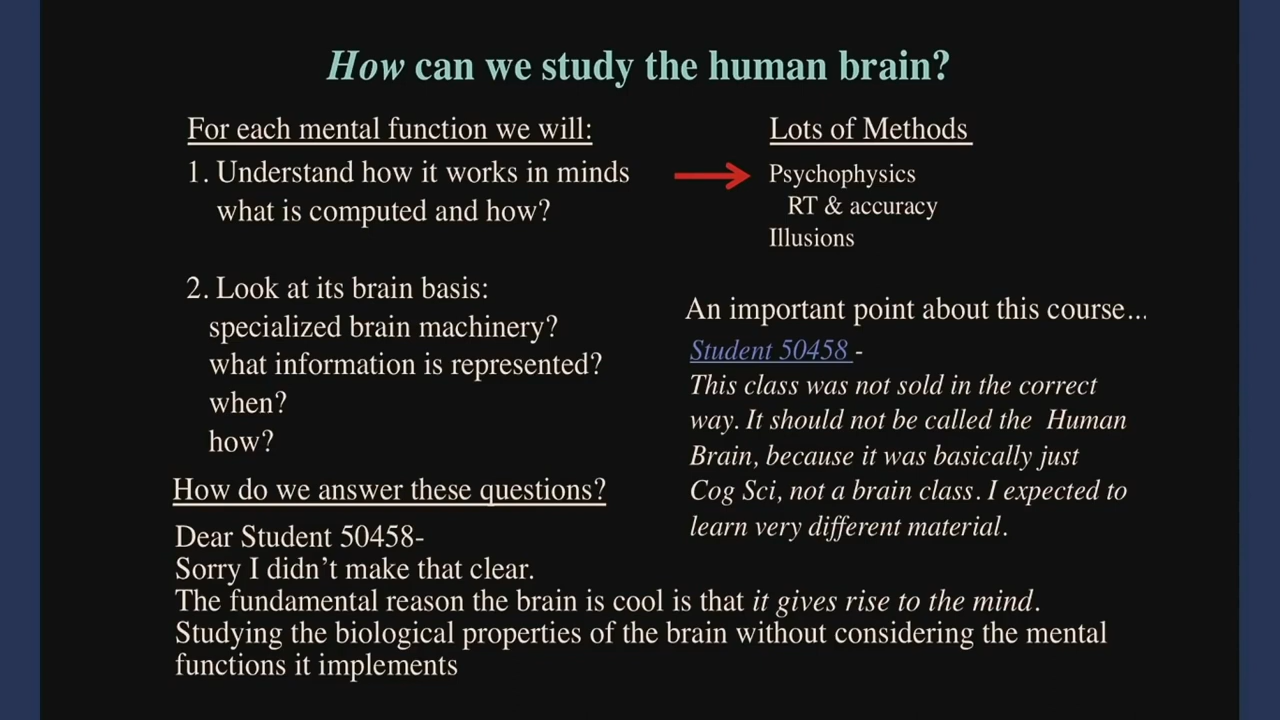 How can we study the human brain?
For each mental function we will:
1. Understand how it works in minds
what is computed and how?
2. Look at its brain basis:
specialized brain machinery?
what information is represented?
when?
how?
How do we answer these questions?
Lots of Methods
Psychophysics
RT & accuracy
Illusions
An important point about this course...
Student 50458 -
This class was not sold in the correct
way. It should not be called the Human
Brain, because it was basically just
Cog Sci, not a brain class. I expected to
learn very different material.
Dear Student 50458-
Sorry I didn’t make that clear.
The fundamental reason the brain is cool is that it gives rise to the mind.
Studying the biological properties of the brain without considering the mental
functions it implements